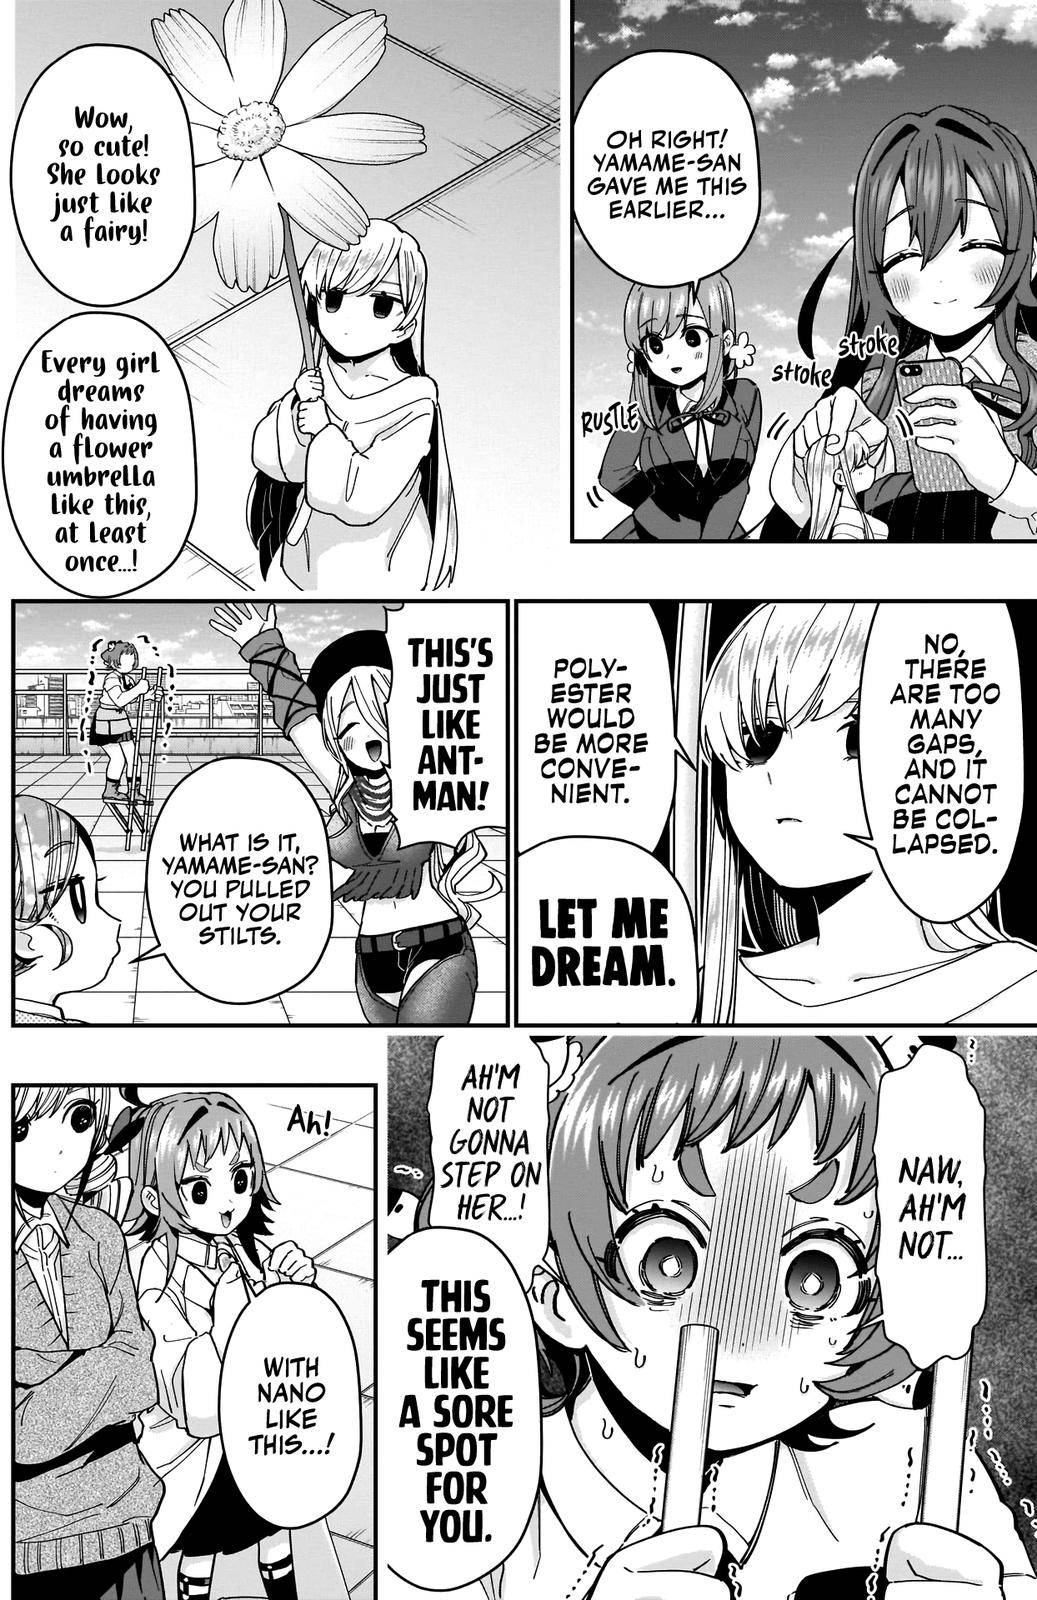 OH RIGHT!
YAMAME-SAN
GAVE ME THIS
EARLIER...
stroke
stroke
RUSTLE
Wow,
so cute!
She looks
just like
a fairy!
Every girl
dreams
of having
a flower
umbrella
like this,
at least
once...!
NO,
THERE
ARE TOO
MANY
GAPS,
AND IT
CANNOT
BE COL-
LAPSED.
POLY-
ESTER
WOULD
BE MORE
CONVE-
NIENT.
LET ME
DREAM.
THIS'S
JUST
LIKE
ANT-
MAN!
WHAT IS IT,
YAMAME-SAN?
YOU PULLED
OUT YOUR
STILTS.
NAW,
AH'M
NOT...
AH'M
NOT
GONNA
STEP ON
HER...!
THIS
SEEMS
LIKE
A SORE
SPOT
FOR
YOU.
Ah!
WITH
NANO
LIKE
THIS...!